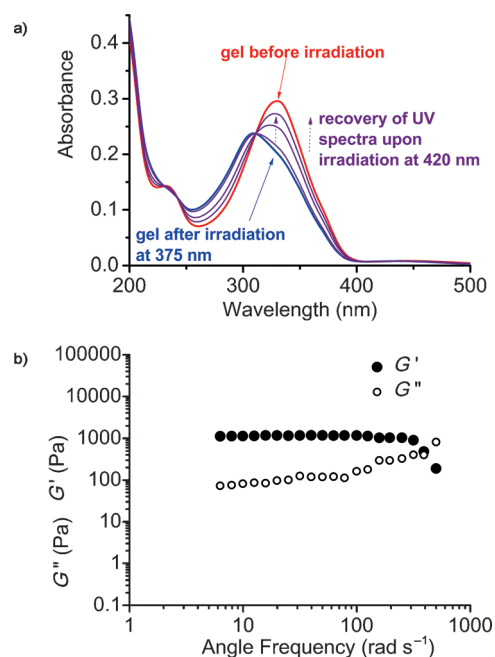 a)
0.4
0.3
0.2
0.1
0.0
Absorbance
gel before irradiation
recovery of UV
spectra upon
irradiation at 420 nm
gel after irradiation
at 375 nm
200 300 400 500
Wavelength (nm)
b)
100000
10000
1000
100
10
1
0.1
G" (Pa) G' (Pa)
G'
G"
1 10 100 1000
Angle Frequency (rad s⁻¹)